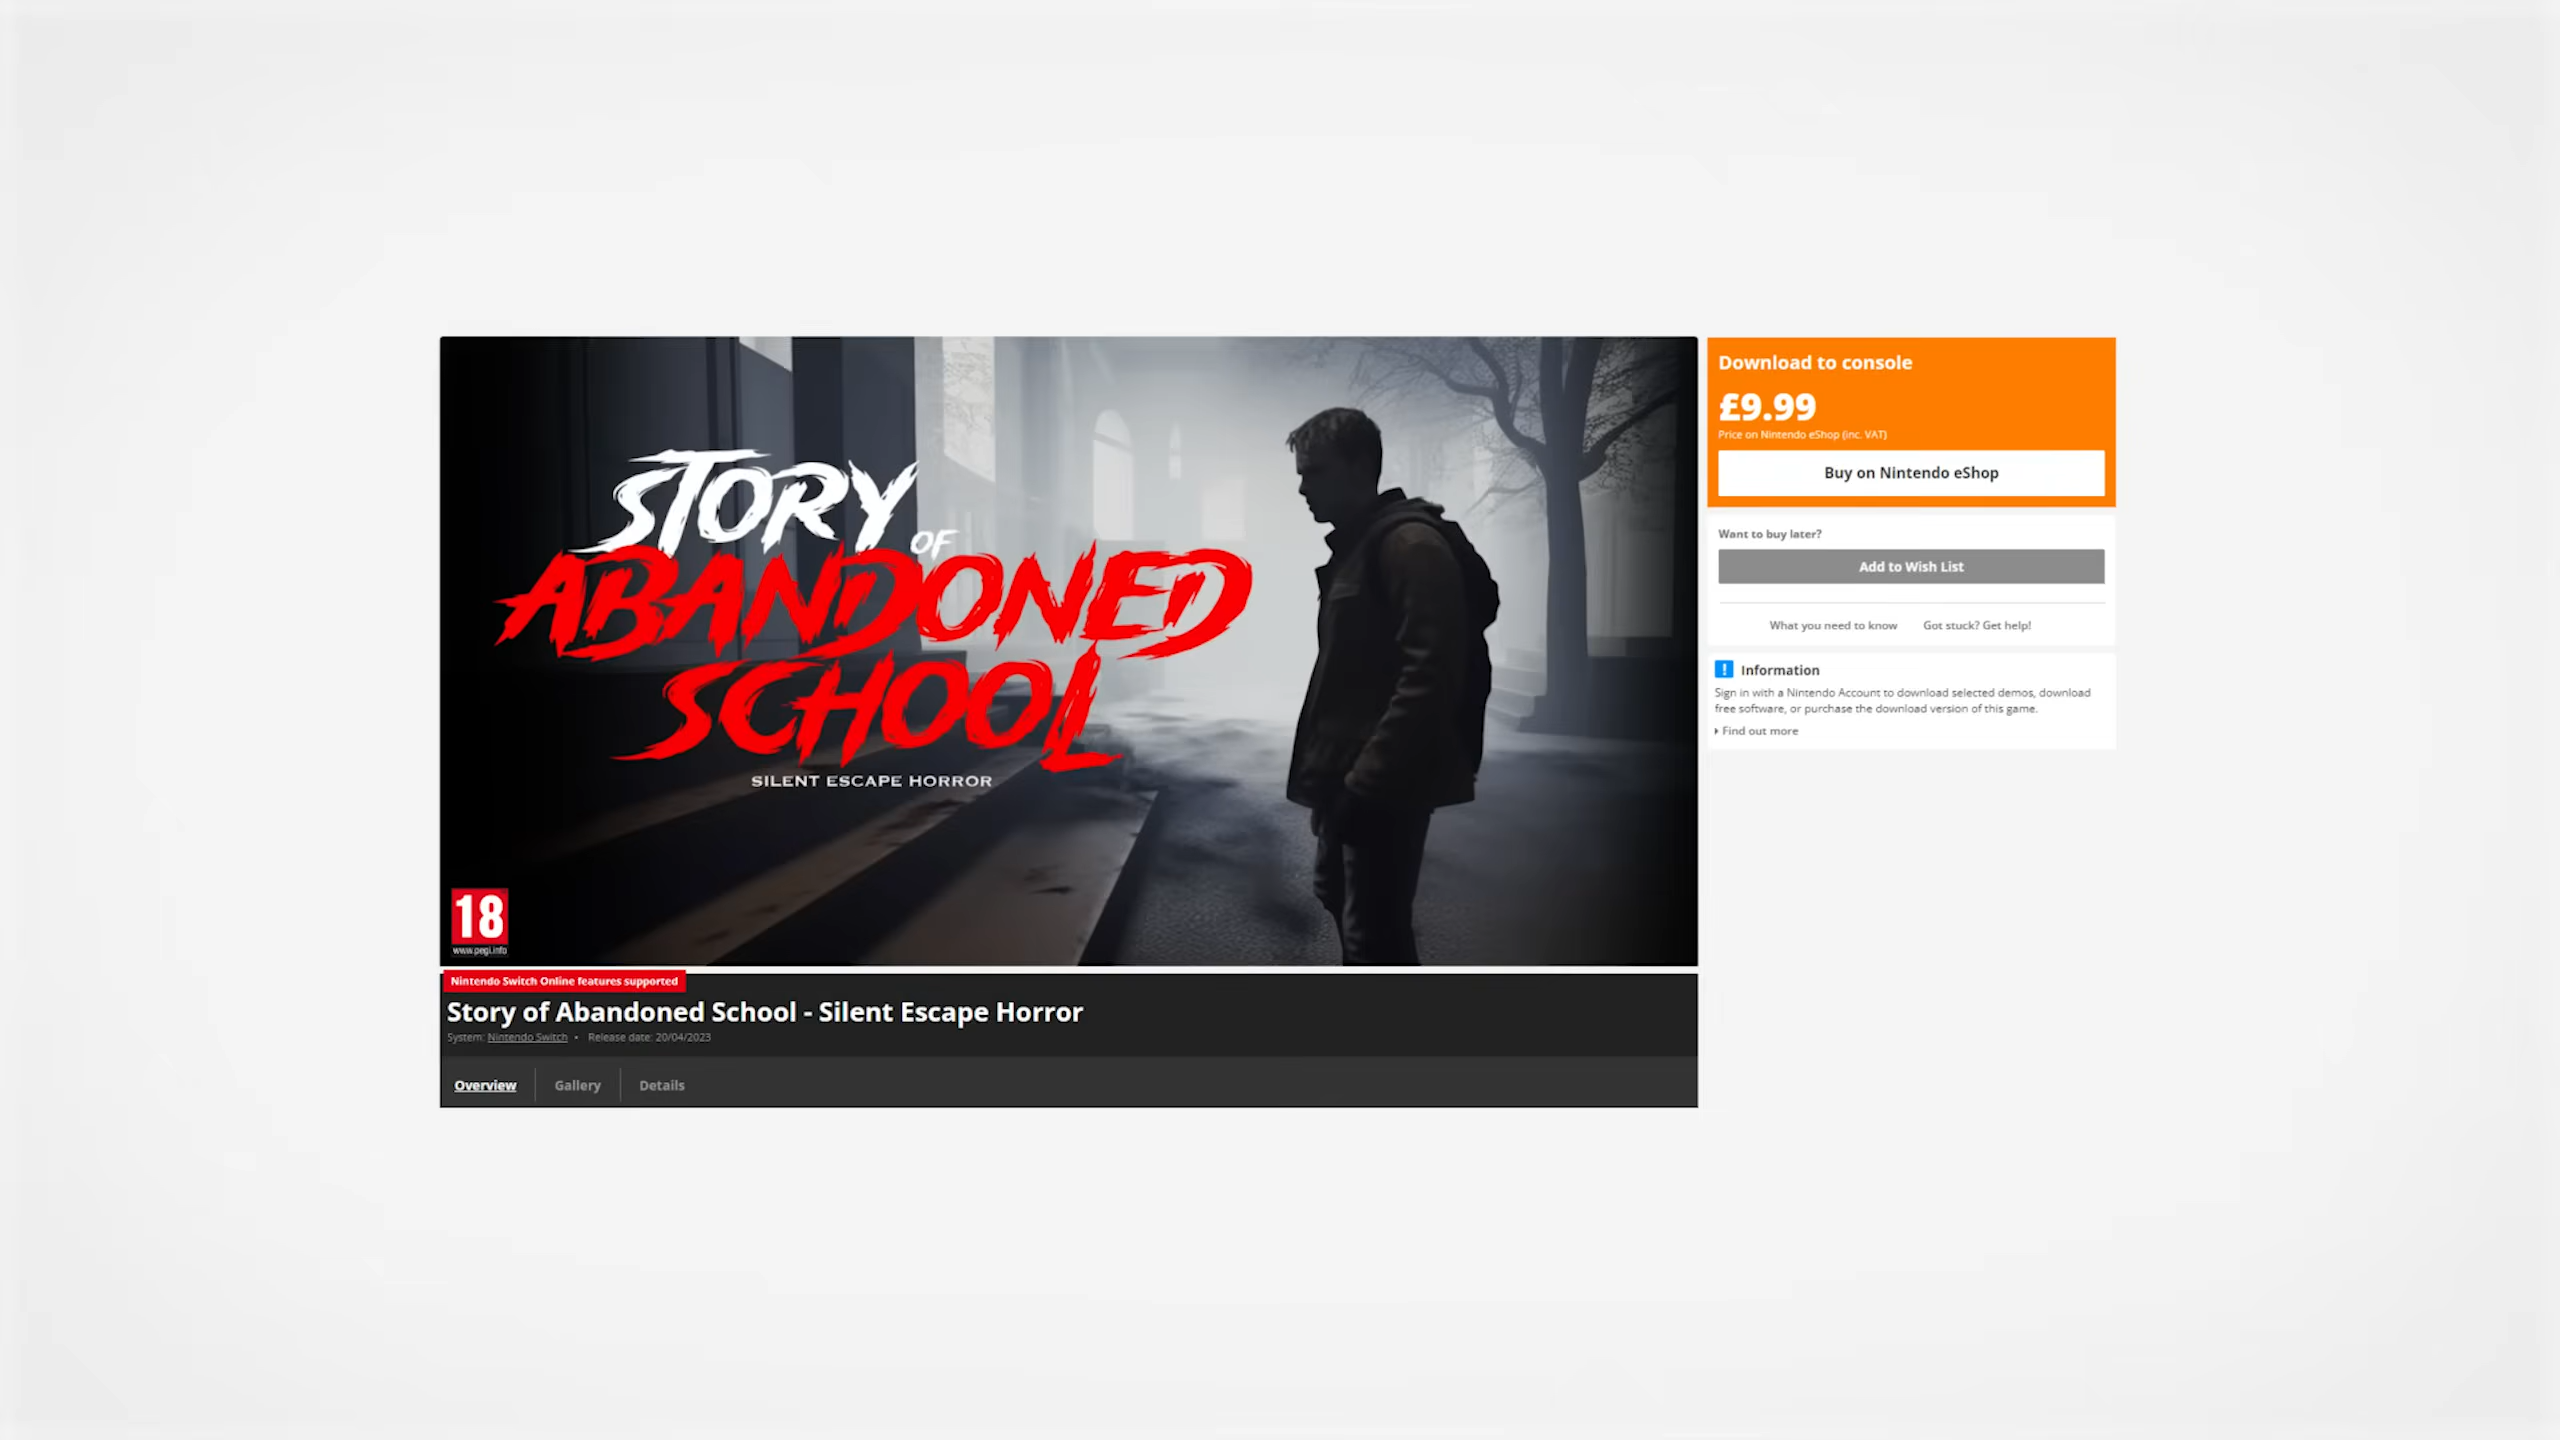 STORY
OF
ABANDONED
SCHOOL
SILENT ESCAPE HORROR
18
www.pegi.info
Nintendo Switch Online features supported
Story of Abandoned School - Silent Escape Horror
System: Nintendo Switch • Release date: 20/04/2023
Overview
Gallery
Details
Download to console
£9.99
Price on Nintendo eShop (inc. VAT)
Buy on Nintendo eShop
Want to buy later?
Add to Wish List
What you need to know
Got stuck? Get help!
! Information
Sign in with a Nintendo Account to download selected demos, download
free software, or purchase the download version of this game.
Find out more